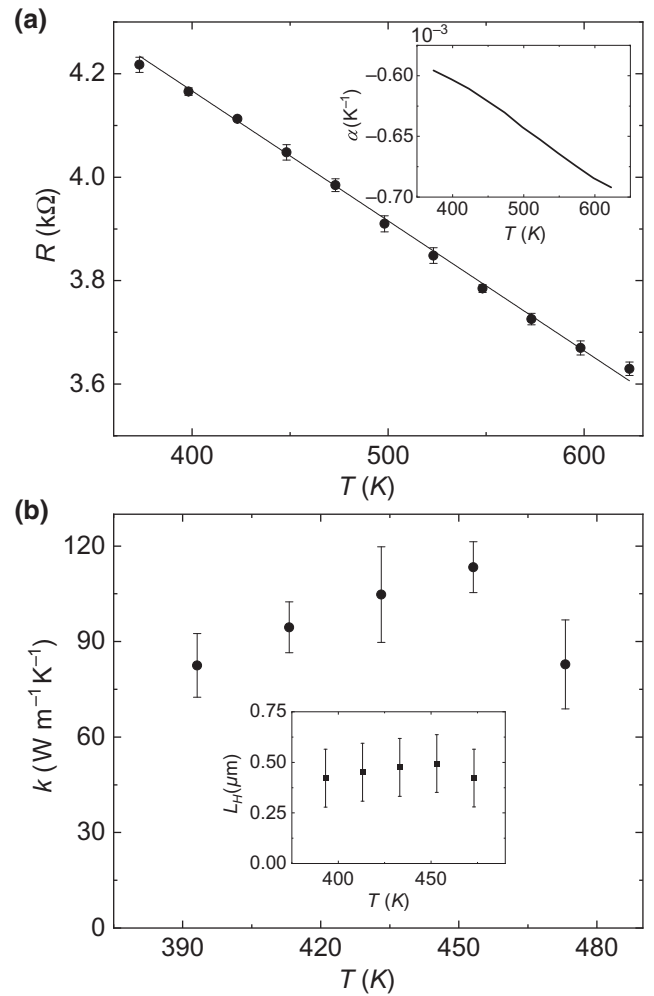 (a)
4.2
4.0
3.8
3.6
R (kΩ)
400
500
600
T (K)
10⁻³
−0.60
−0.65
−0.70
α (K⁻¹)
400
500
600
T (K)
(b)
120
90
60
30
0
k (W m⁻¹ K⁻¹)
390
420
450
480
T (K)
0.75
0.50
0.25
0.00
L_H(μm)
400
450
T (K)